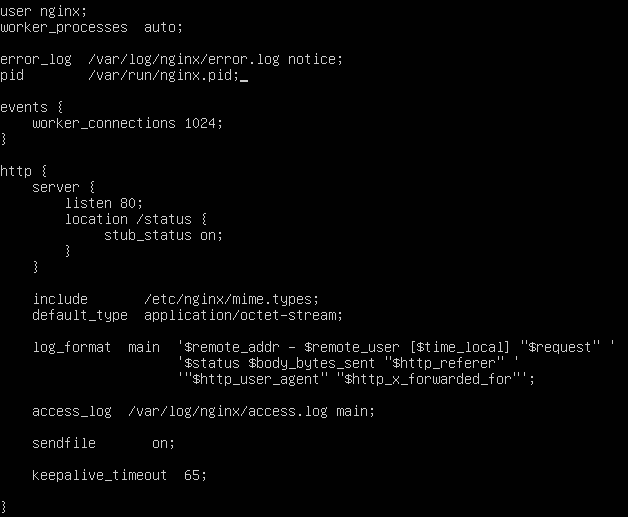 user nginx;
worker_processes  auto;

error_log  /var/log/nginx/error.log notice;
pid        /var/run/nginx.pid;_

events {
    worker_connections 1024;
}

http {
    server {
        listen 80;
        location /status {
             stub_status on;
        }
    }

    include       /etc/nginx/mime.types;
    default_type  application/octet-stream;

    log_format  main  '$remote_addr - $remote_user [$time_local] "$request" '
                      '$status $body_bytes_sent "$http_referer" '
                      '"$http_user_agent" "$http_x_forwarded_for"';

    access_log  /var/log/nginx/access.log main;

    sendfile       on;

    keepalive_timeout  65;

}